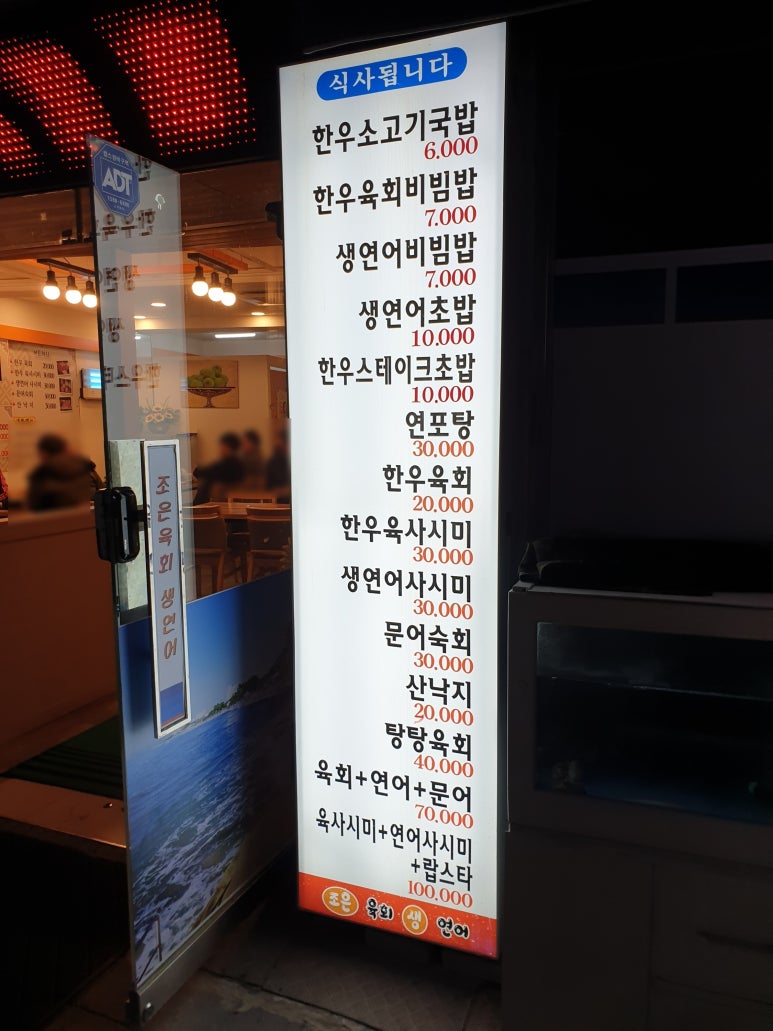 식사됩니다
한우소고기국밥
6.000
한우육회비빔밥
7.000
생연어비빔밥
7.000
생연어초밥
10.000
한우스테이크초밥
10.000
연포탕
30.000
한우육회
20.000
한우육사시미
30.000
생연어사시미
30.000
문어숙회
30.000
산낙지
20.000
탕탕육회
40.000
육회+연어+문어
70.000
육사시미+연어사시미
+랍스타
100.000
조은 육회 생 연어
ADT
조은육회 생연어